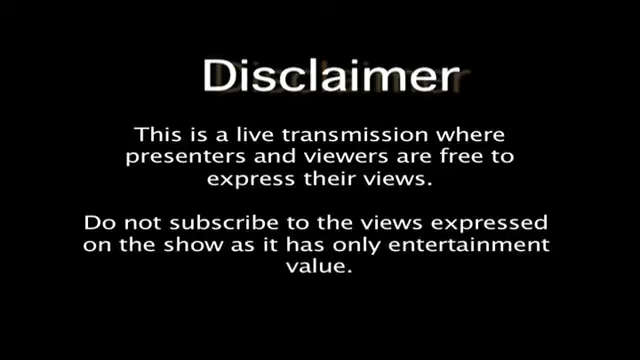 Disclaimer
This is a live transmission where
presenters and viewers are free to
express their views.
Do not subscribe to the views expressed
on the show as it has only entertainment
value.